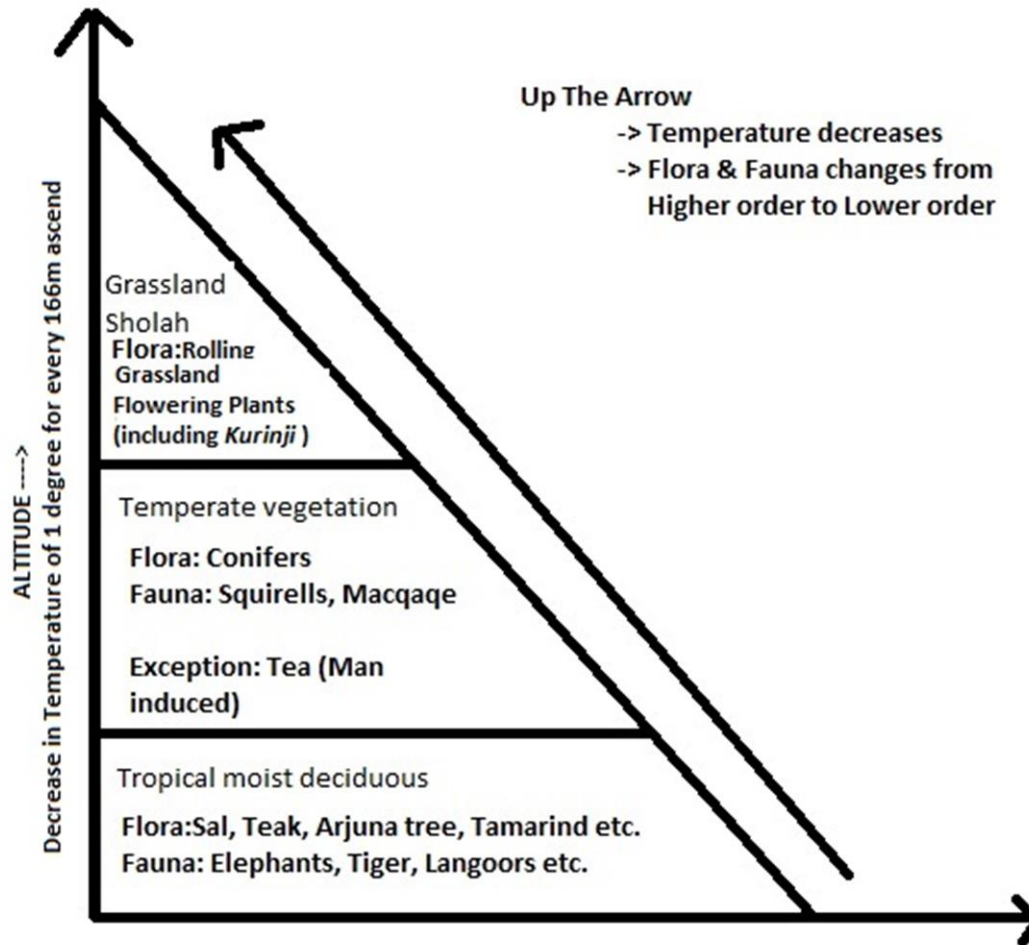 Up The Arrow
-> Temperature decreases
-> Flora & Fauna changes from
Higher order to Lower order
ALTITUDE ---->
Decrease in Temperature of 1 degree for every 166m ascend
Grassland
Sholah
Flora:Rolling
Grassland
Flowering Plants
(including Kurinji )
Temperate vegetation
Flora: Conifers
Fauna: Squirells, Macqaqe
Exception: Tea (Man
induced)
Tropical moist deciduous
Flora:Sal, Teak, Arjuna tree, Tamarind etc.
Fauna: Elephants, Tiger, Langoors etc.